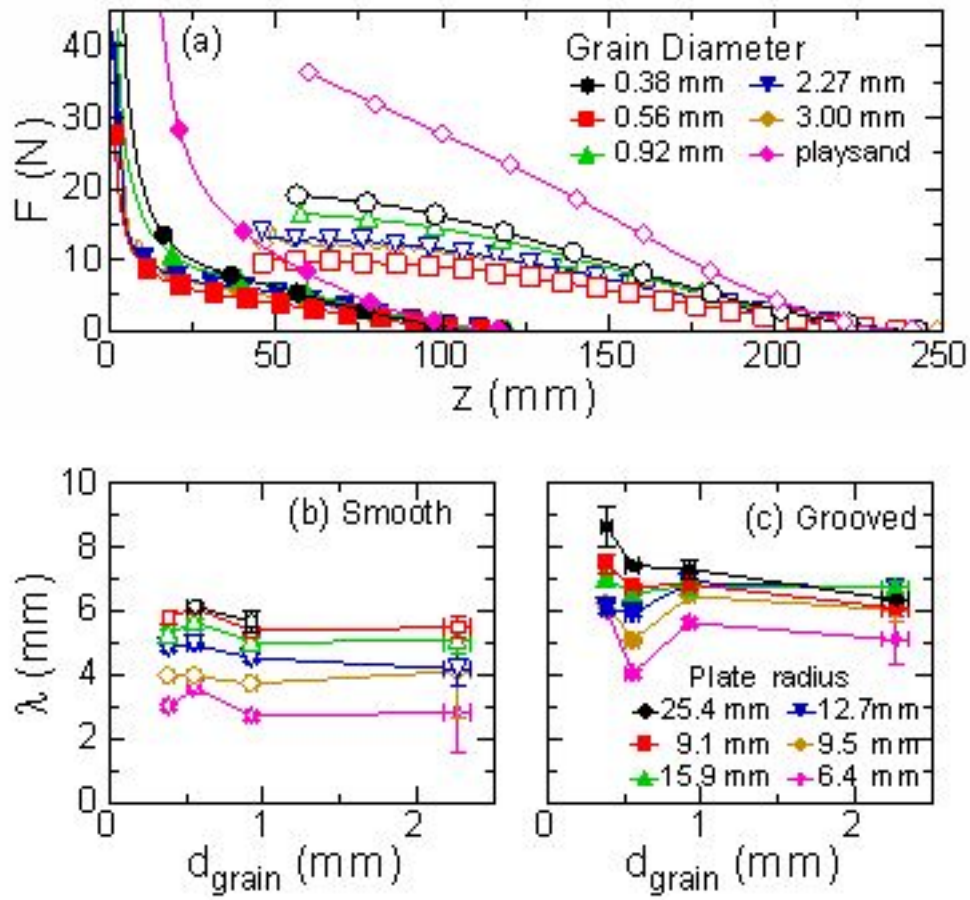 (a)
Grain Diameter
0.38 mm 2.27 mm
0.56 mm 3.00 mm
0.92 mm playsand
F (N)
40
30
20
10
0
0 50 100 150 200 250
z (mm)
(b) Smooth
(c) Grooved
λ (mm)
10
8
6
4
2
0
Plate radius
25.4 mm 12.7mm
9.1 mm 9.5 mm
15.9 mm 6.4 mm
0 1 2
0 1 2
dgrain (mm)
dgrain (mm)